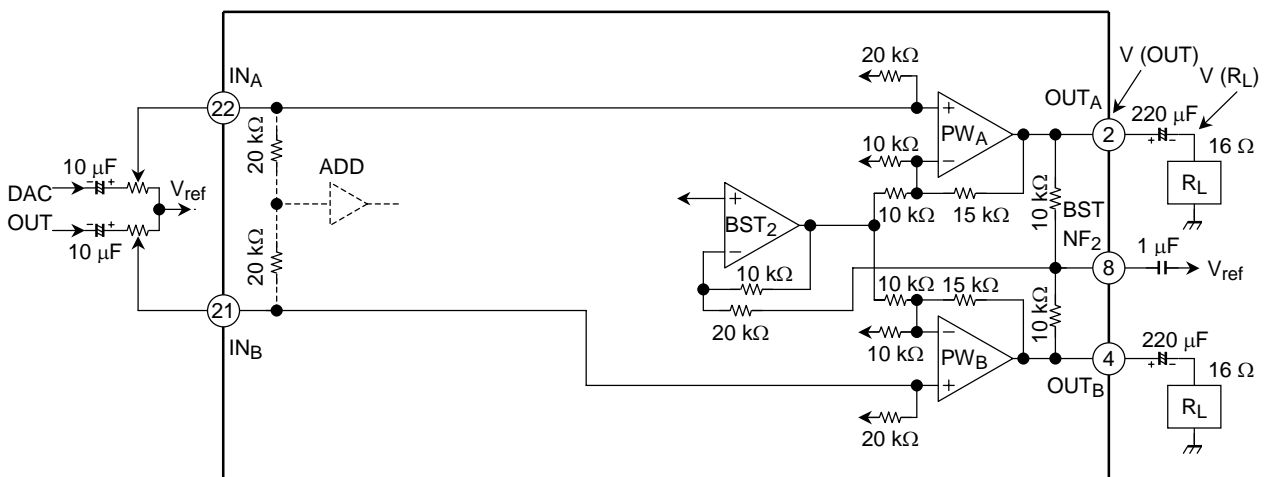 20 kΩ
IN_A
22
20 kΩ
ADD
10 µF
DAC
V_ref
OUT
10 µF
20 kΩ
21
IN_B
+
PW_A
−
10 kΩ
10 kΩ
15 kΩ
+
BST_2
−
10 kΩ
20 kΩ
10 kΩ
15 kΩ
10 kΩ
−
PW_B
+
20 kΩ
V (OUT)
V (R_L)
OUT_A
2
220 µF
+ −
16 Ω
R_L
10 kΩ
BST
NF_2
8
1 µF
V_ref
10 kΩ
4
OUT_B
220 µF
+ −
16 Ω
R_L